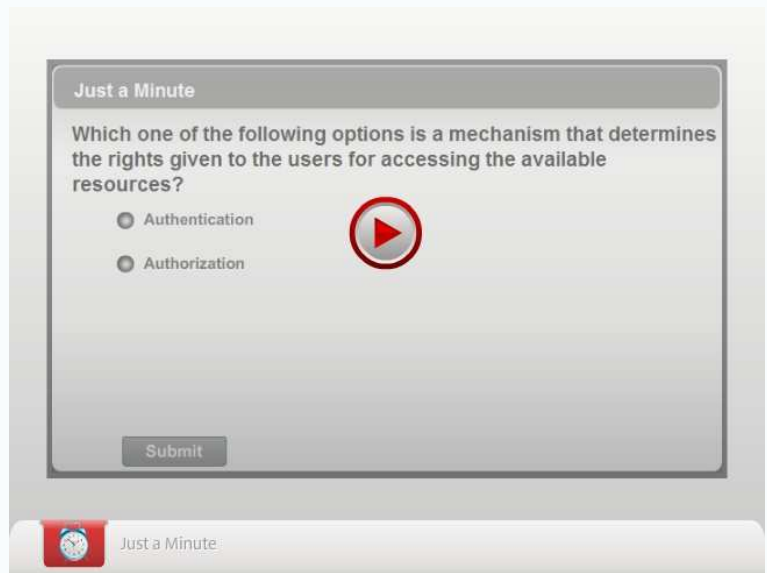 Just a Minute
Which one of the following options is a mechanism that determines
the rights given to the users for accessing the available
resources?
Authentication
Authorization
Submit
Just a Minute